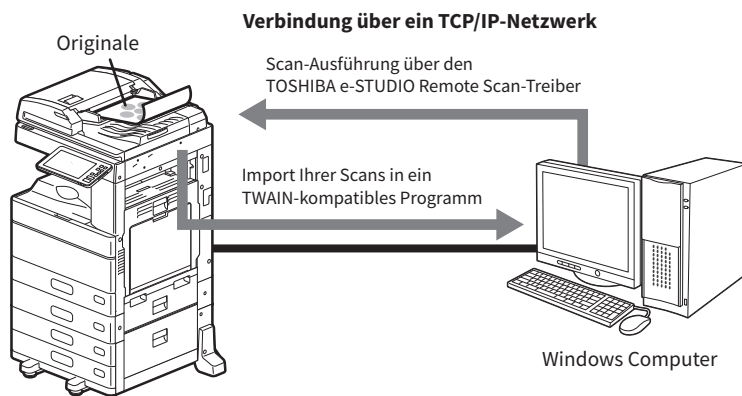 Verbindung über ein TCP/IP-Netzwerk
Originale
Scan-Ausführung über den
TOSHIBA e-STUDIO Remote Scan-Treiber
Import Ihrer Scans in ein
TWAIN-kompatibles Programm
Windows Computer